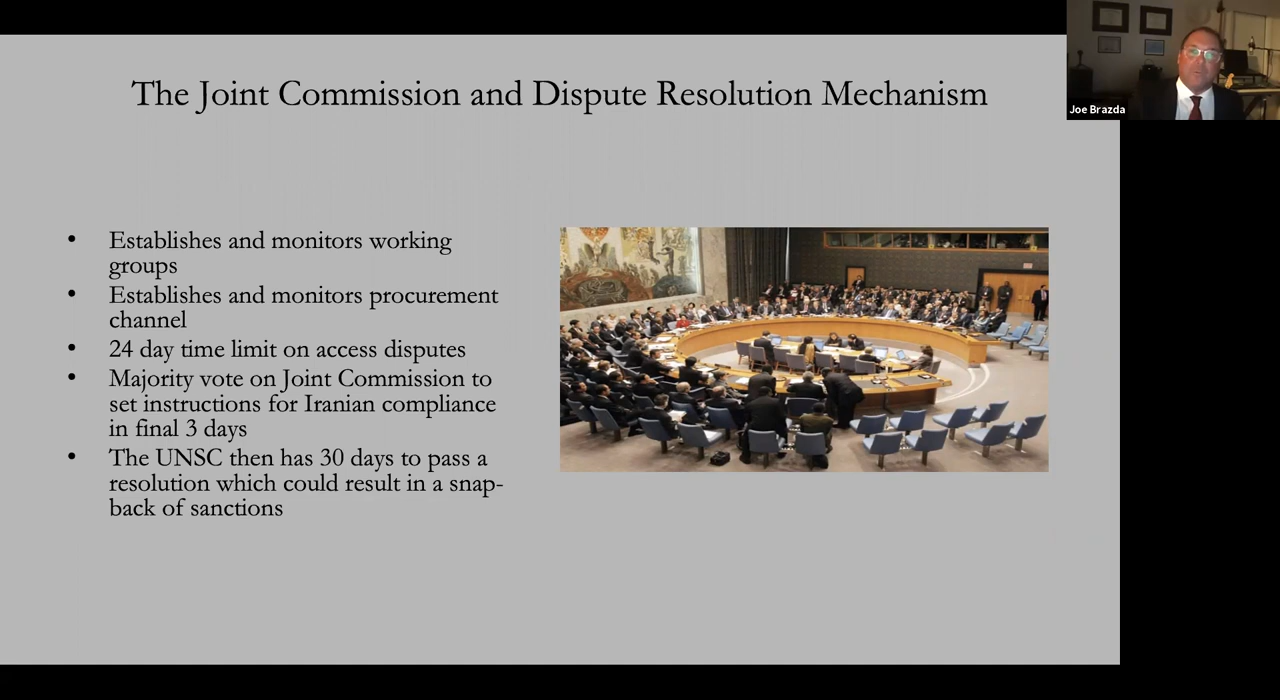 The Joint Commission and Dispute Resolution Mechanism
Joe Brazda
• Establishes and monitors working
groups
• Establishes and monitors procurement
channel
• 24 day time limit on access disputes
• Majority vote on Joint Commission to
set instructions for Iranian compliance
in final 3 days
• The UNSC then has 30 days to pass a
resolution which could result in a snap-
back of sanctions